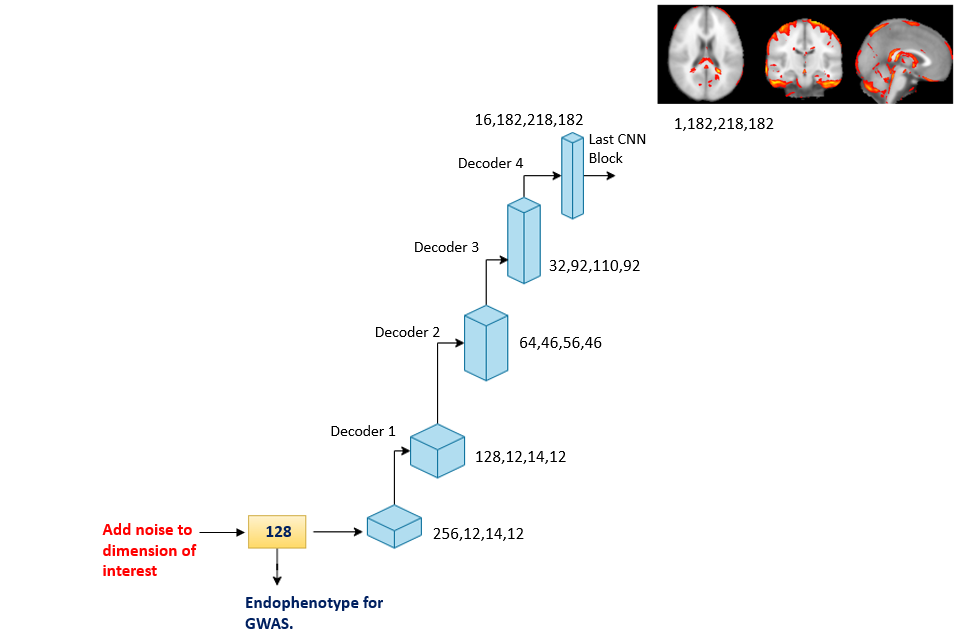 16,182,218,182
1,182,218,182
Last CNN
Block
Decoder 4
Decoder 3
32,92,110,92
Decoder 2
64,46,56,46
Decoder 1
128,12,14,12
Add noise to
dimension of
interest
128
256,12,14,12
Endophenotype for
GWAS.